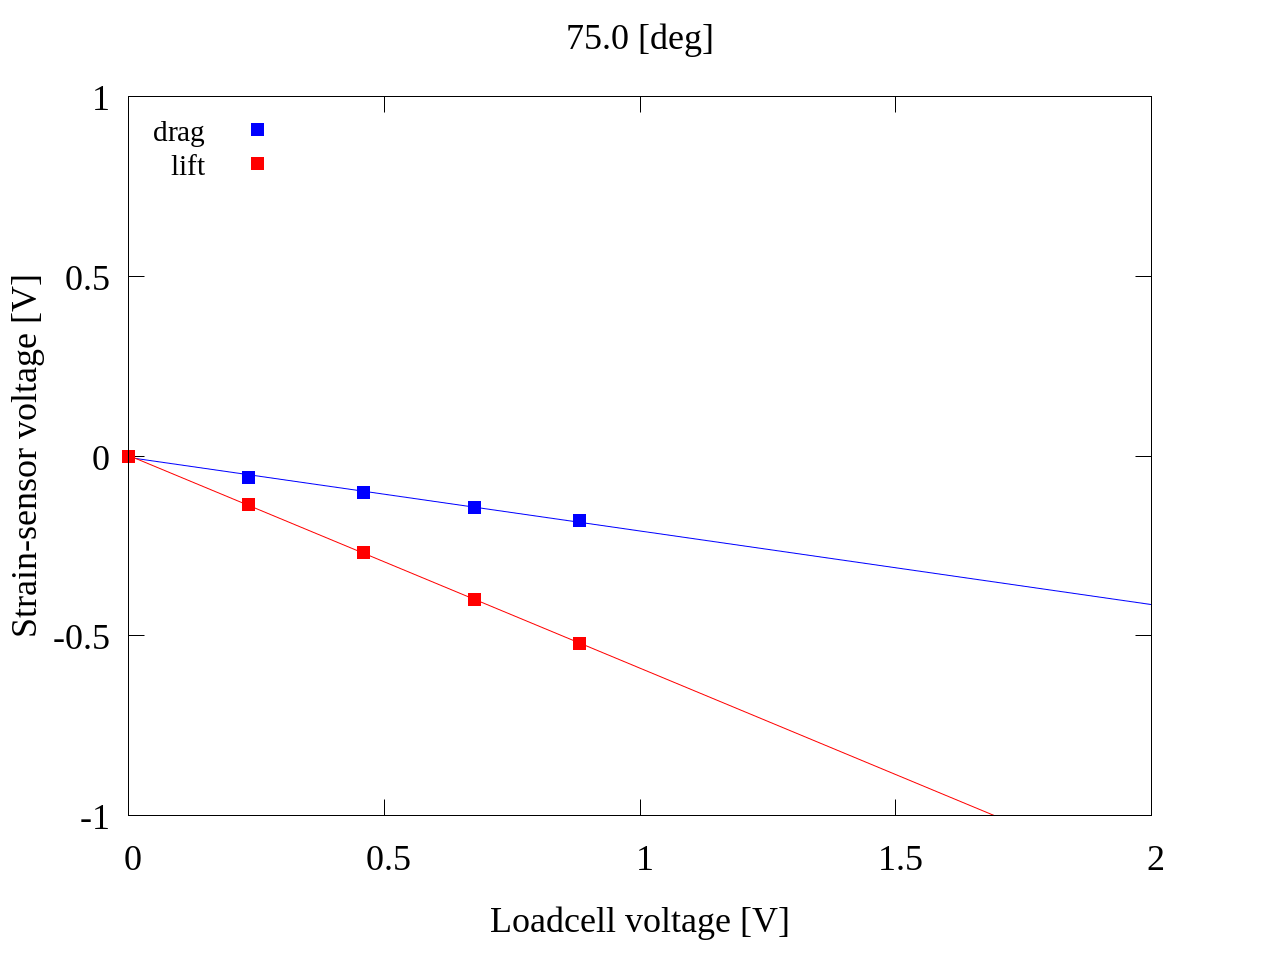 75.0 [deg]
drag
lift
1
0.5
0
-0.5
-1
Strain-sensor voltage [V]
0 0.5 1 1.5 2
Loadcell voltage [V]